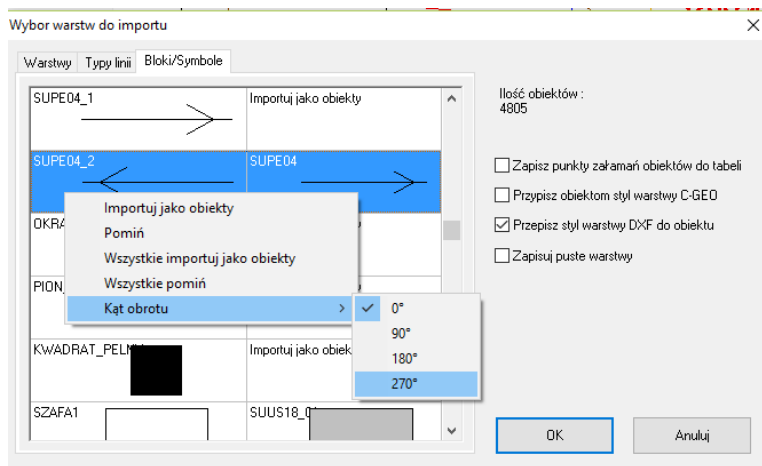 Wybor warstw do importu
Warstwy Typy linii Bloki/Symbole
SUPE04_1 Importuj jako obiekty
SUPE04_2 SUPE04
Importuj jako obiekty
Pomiń
Wszystkie importuj jako obiekty
Wszystkie pomiń
Kąt obrotu
0°
90°
180°
270°
KWADRAT_PEŁN Importuj jako obiek
SZAFA1
Ilość obiektów :
4805
Zapisz punkty załamań obiektów do tabeli
Przypisz obiektom styl warstwy C-GEO
Przepisz styl warstwy DXF do obiektu
Zapisuj puste warstwy
OK Anuluj